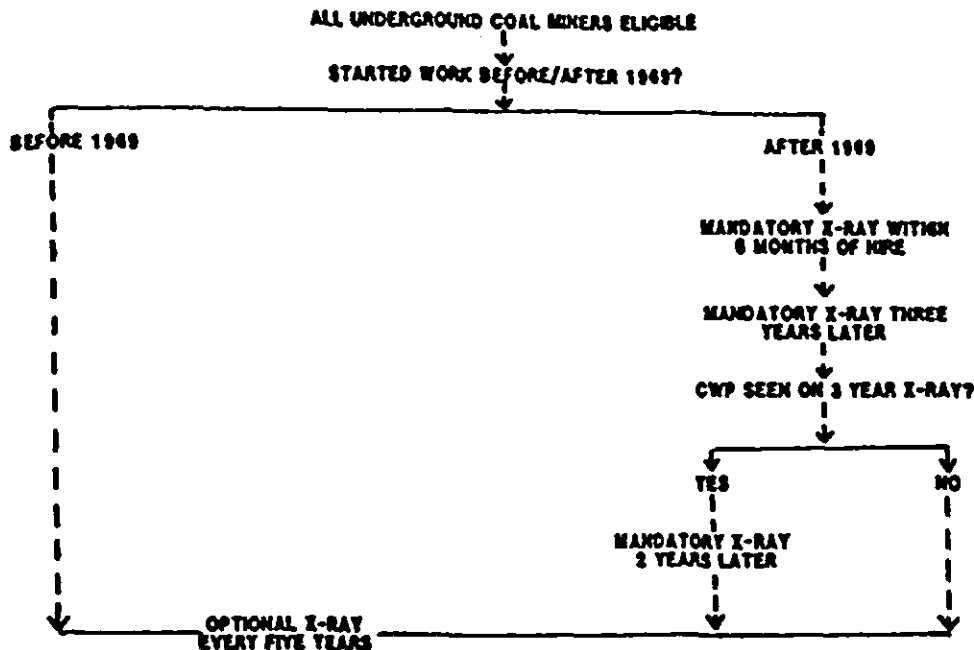 ALL UNDERGROUND COAL MINERS ELIGIBLE
STARTED WORK BEFORE/AFTER 1969?
BEFORE 1969
AFTER 1969
MANDATORY X-RAY WITHIN
6 MONTHS OF HIRE
MANDATORY X-RAY THREE
YEARS LATER
CWP SEEN ON 3 YEAR X-RAY?
YES
NO
MANDATORY X-RAY
2 YEARS LATER
OPTIONAL X-RAY
EVERY FIVE YEARS